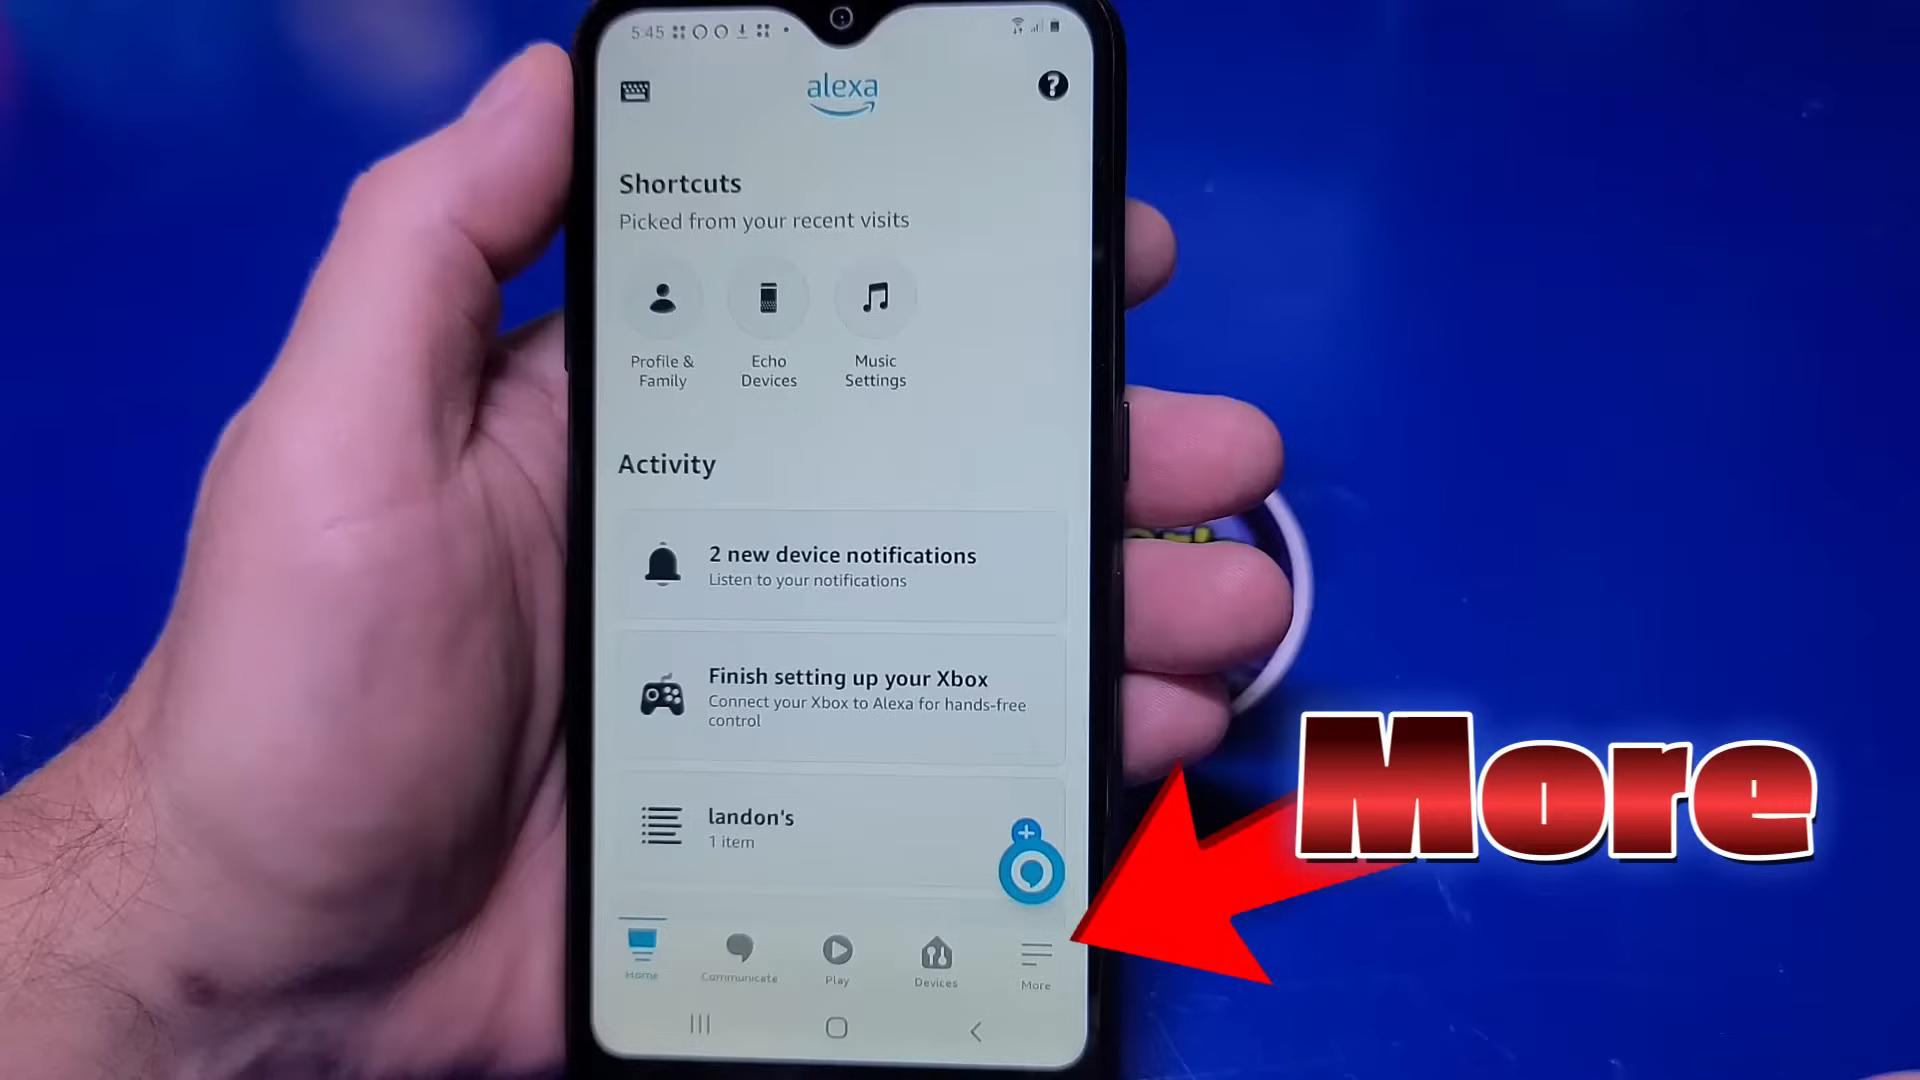 5:45
alexa
Shortcuts
Picked from your recent visits
Profile &
Family
Echo
Devices
Music
Settings
Activity
2 new device notifications
Listen to your notifications
Finish setting up your Xbox
Connect your Xbox to Alexa for hands-free
control
landon's
1 item
More
Home
Communicate
Play
Devices
More